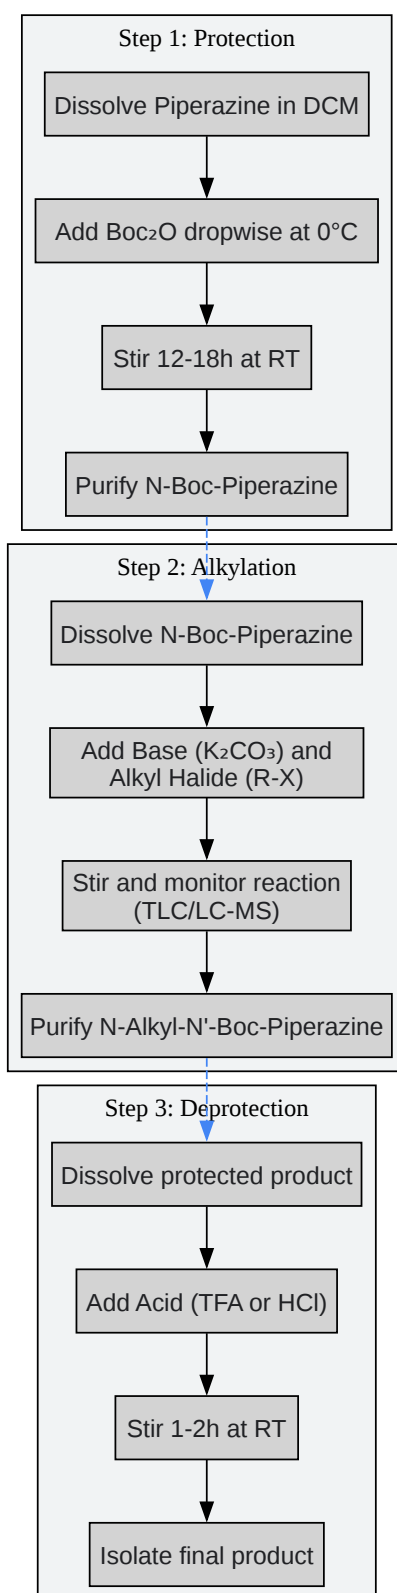 Step 1: Protection
Dissolve Piperazine in DCM
Add Boc₂O dropwise at 0°C
Stir 12-18h at RT
Purify N-Boc-Piperazine
Step 2: Alkylation
Dissolve N-Boc-Piperazine
Add Base (K₂CO₃) and
Alkyl Halide (R-X)
Stir and monitor reaction
(TLC/LC-MS)
Purify N-Alkyl-N'-Boc-Piperazine
Step 3: Deprotection
Dissolve protected product
Add Acid (TFA or HCl)
Stir 1-2h at RT
Isolate final product